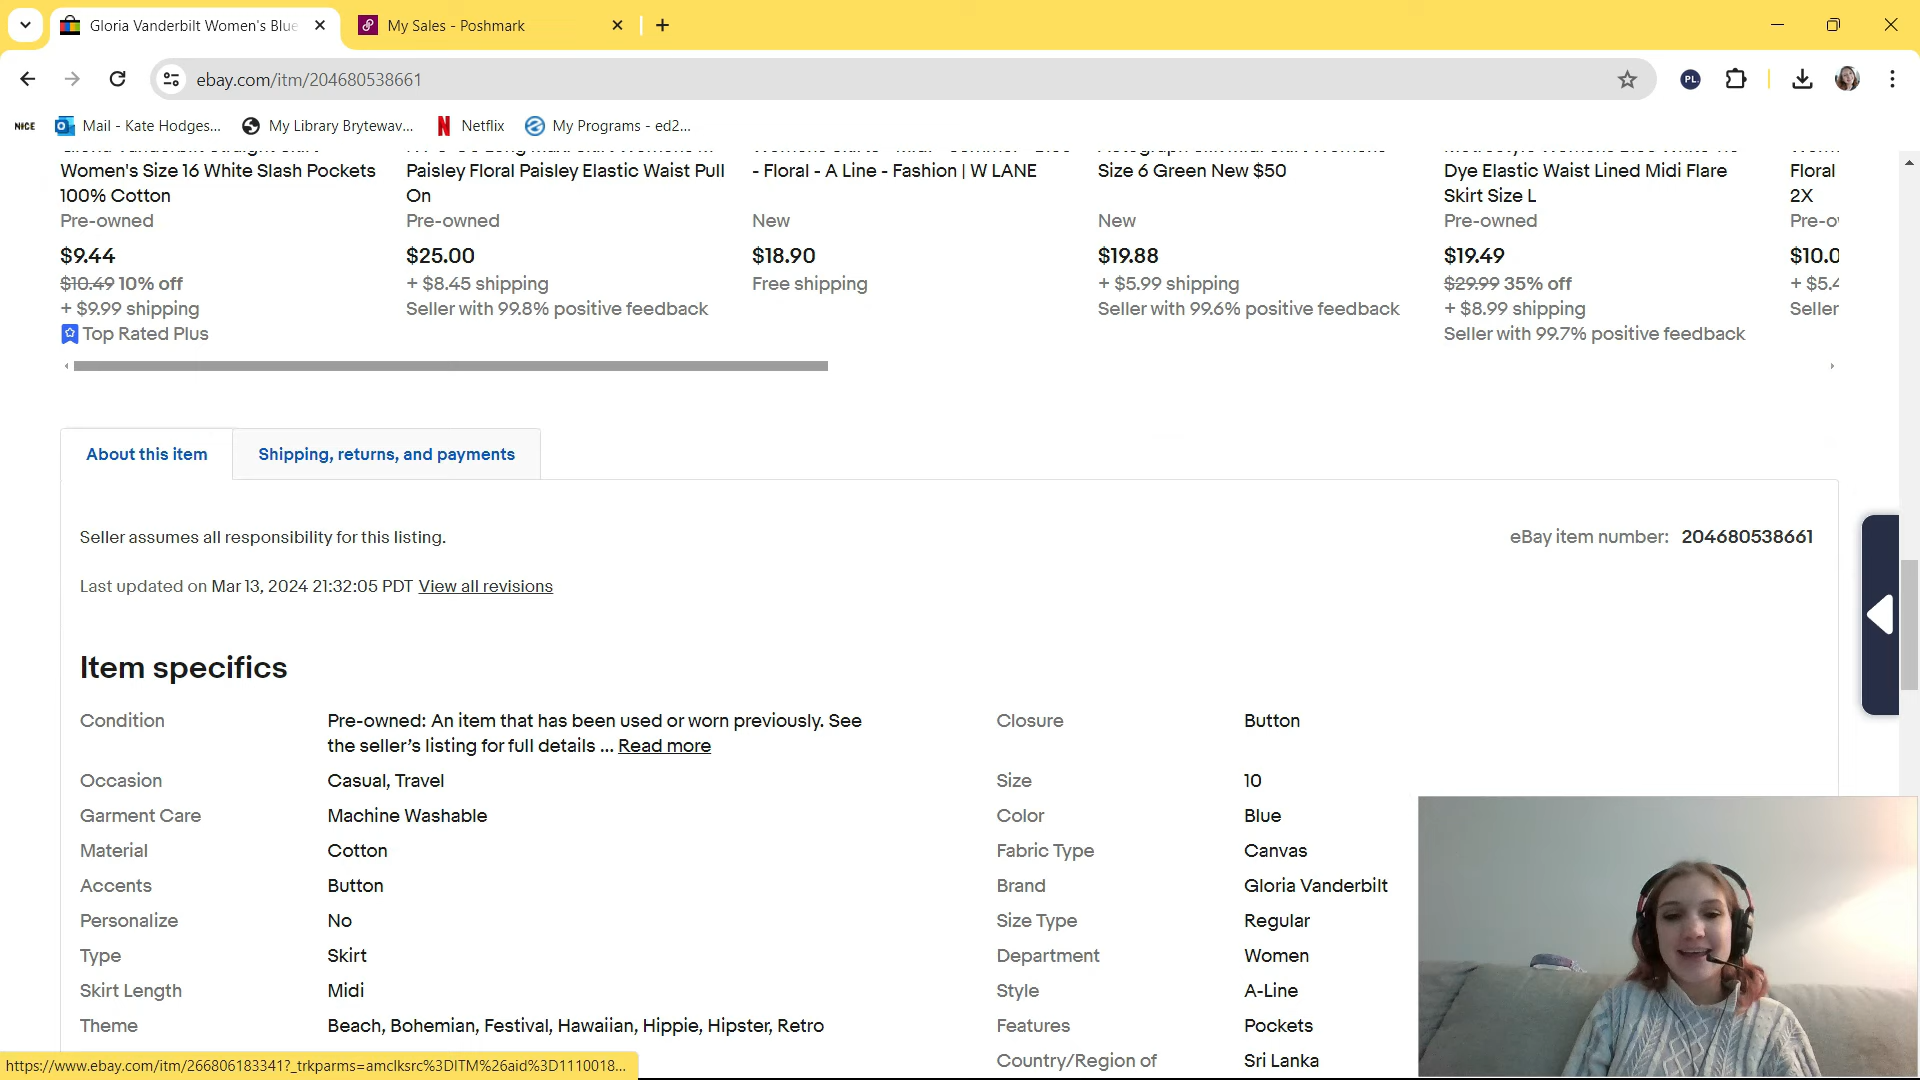 Gloria Vanderbilt Women's Blue
My Sales - Poshmark
ebay.com/itm/204680538661
PL
NICE
Mail - Kate Hodges...
My Library Brytewav...
Netflix
My Programs - ed2...
Women's Size 16 White Slash Pockets
100% Cotton
Pre-owned
$9.44
$10.49 10% off
+ $9.99 shipping
Top Rated Plus
Paisley Floral Paisley Elastic Waist Pull
On
Pre-owned
$25.00
+ $8.45 shipping
Seller with 99.8% positive feedback
- Floral - A Line - Fashion | W LANE
New
$18.90
Free shipping
Size 6 Green New $50
New
$19.88
+ $5.99 shipping
Seller with 99.6% positive feedback
Dye Elastic Waist Lined Midi Flare
Skirt Size L
Pre-owned
$19.49
$29.99 35% off
+ $8.99 shipping
Seller with 99.7% positive feedback
Floral
2X
$10.0
+ $5.4
Seller
About this item
Shipping, returns, and payments
Seller assumes all responsibility for this listing.
eBay item number: 204680538661
Last updated on Mar 13, 2024 21:32:05 PDT View all revisions
Item specifics
Condition
Pre-owned: An item that has been used or worn previously. See
the seller's listing for full details ... Read more
Closure
Button
Occasion
Casual, Travel
Size
10
Garment Care
Machine Washable
Color
Blue
Material
Cotton
Fabric Type
Canvas
Accents
Button
Brand
Gloria Vanderbilt
Personalize
No
Size Type
Regular
Type
Skirt
Department
Women
Skirt Length
Midi
Style
A-Line
Theme
Beach, Bohemian, Festival, Hawaiian, Hippie, Hipster, Retro
Features
Pockets
Country/Region of
Sri Lanka
https://www.ebay.com/itm/266806183341?_trkparms=amclksrc%3DITM%26aid%3D1110018...